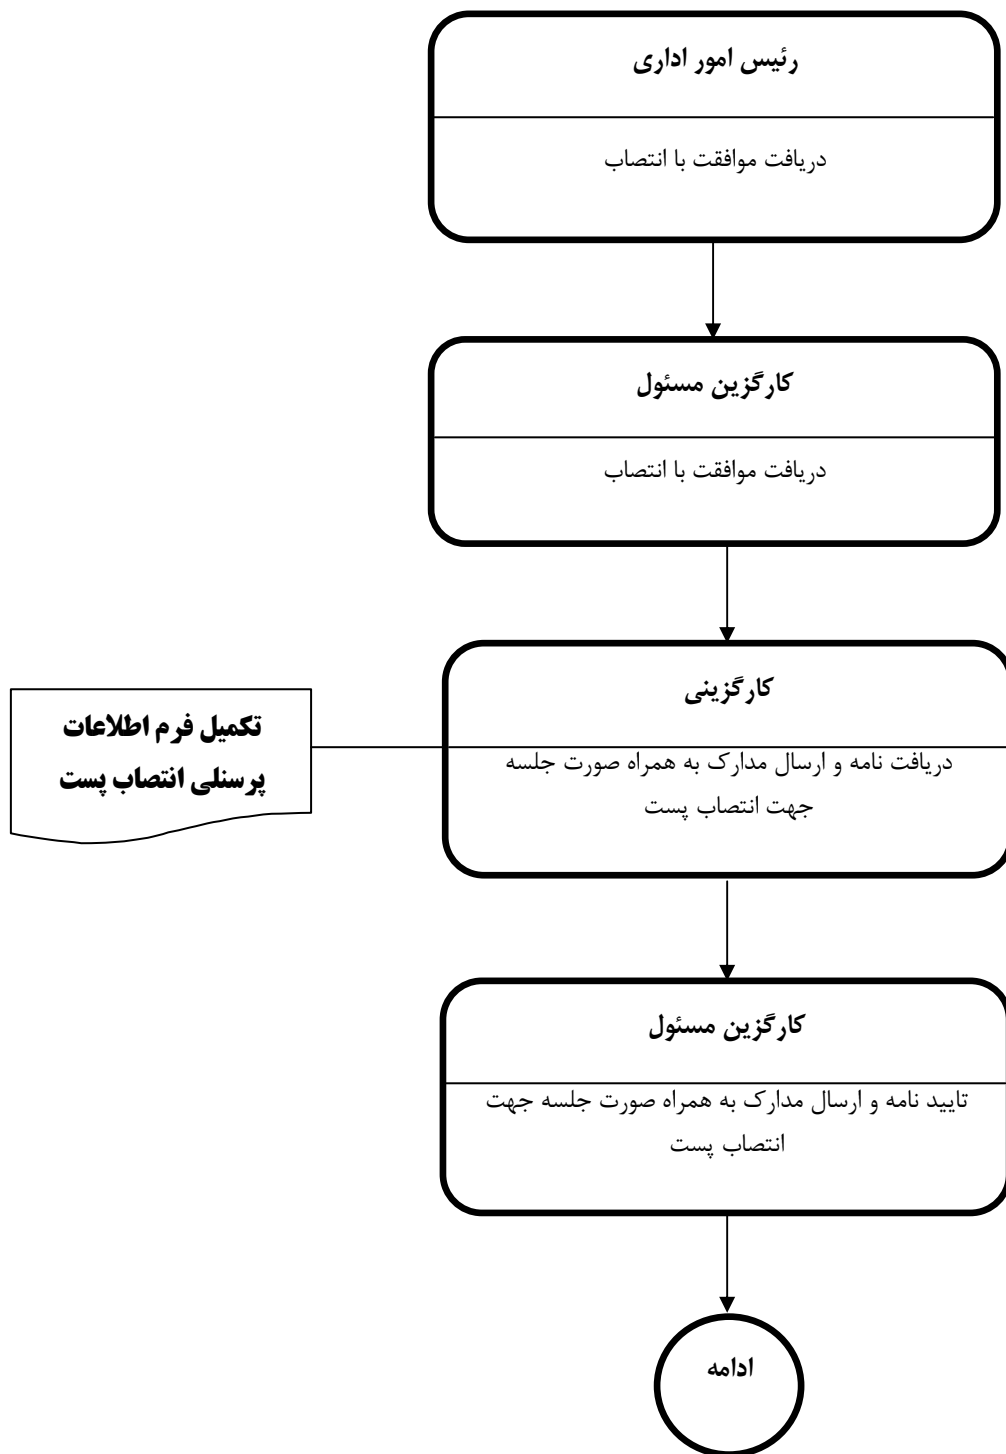 رئیس امور اداری
دریافت موافقت با انتصاب
کارگزین مسئول
دریافت موافقت با انتصاب
کارگزینی
دریافت نامه و ارسال مدارک به همراه صورت جلسه
جهت انتصاب پست
تکمیل فرم اطلاعات
پرسنلی انتصاب پست
کارگزین مسئول
تایید نامه و ارسال مدارک به همراه صورت جلسه جهت
انتصاب پست
ادامه